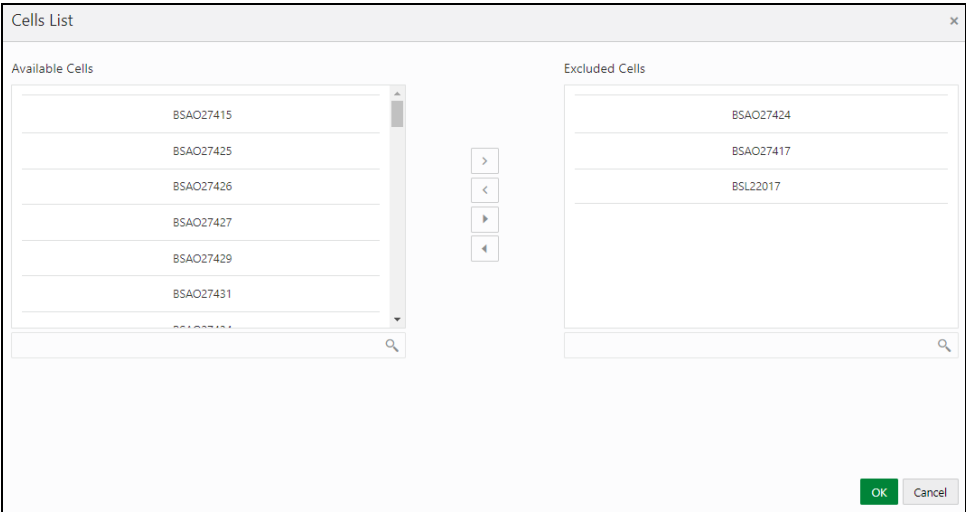 Cells List
Available Cells
BSAO27415
BSAO27425
BSAO27426
BSAO27427
BSAO27429
BSAO27431
Excluded Cells
BSAO27424
BSAO27417
BSL22017
OK
Cancel